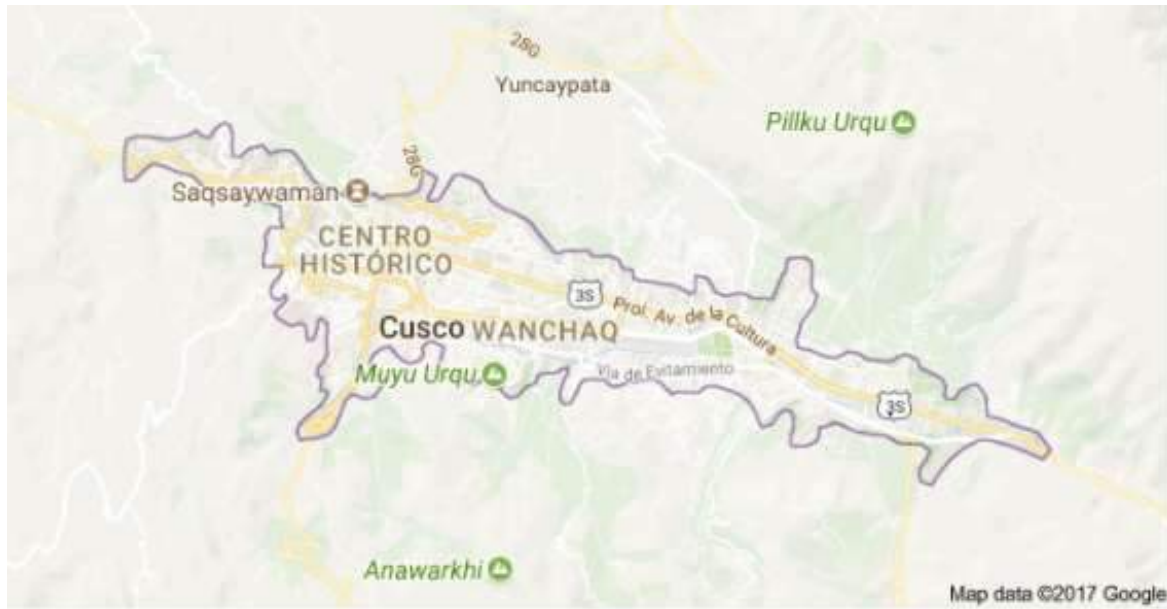 28G
Yuncaypata
Pillku Urqu
28G
Saqsaywaman
CENTRO
HISTÓRICO
3S
Prol. Av. de la Cultura
Cusco
WANCHAQ
Muyu Urqu
Vía de Evitamiento
3S
Anawarkhi
Map data ©2017 Google